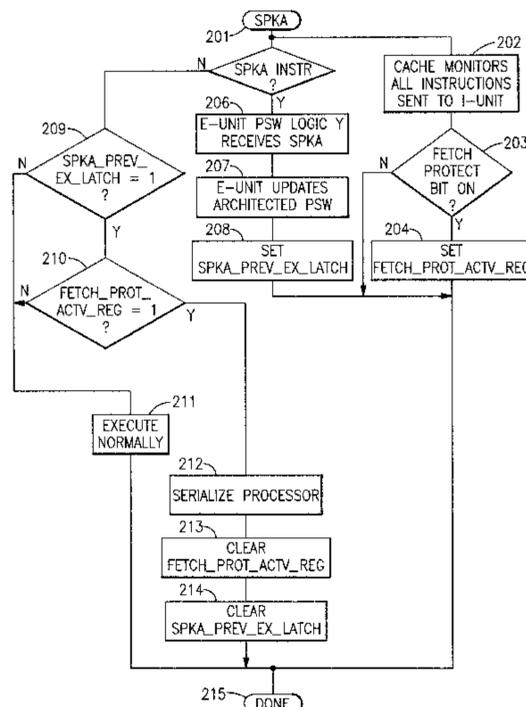 SPKA
201
202
CACHE MONITORS
ALL INSTRUCTIONS
SENT TO I-UNIT
N
SPKA INSTR
?
Y
206
E-UNIT PSW LOGIC Y
RECEIVES SPKA
203
N
FETCH
PROTECT
BIT ON
?
Y
209
N
SPKA_PREV_
EX_LATCH = 1
?
Y
207
E-UNIT UPDATES
ARCHITECTED PSW
208
SET
SPKA_PREV_EX_LATCH
204
SET
FETCH_PROT_ACTV_REG
210
N
FETCH_PROT_
ACTV_REG = 1
?
Y
211
EXECUTE
NORMALLY
212
SERIALIZE PROCESSOR
213
CLEAR
FETCH_PROT_ACTV_REG
214
CLEAR
SPKA_PREV_EX_LATCH
215
DONE